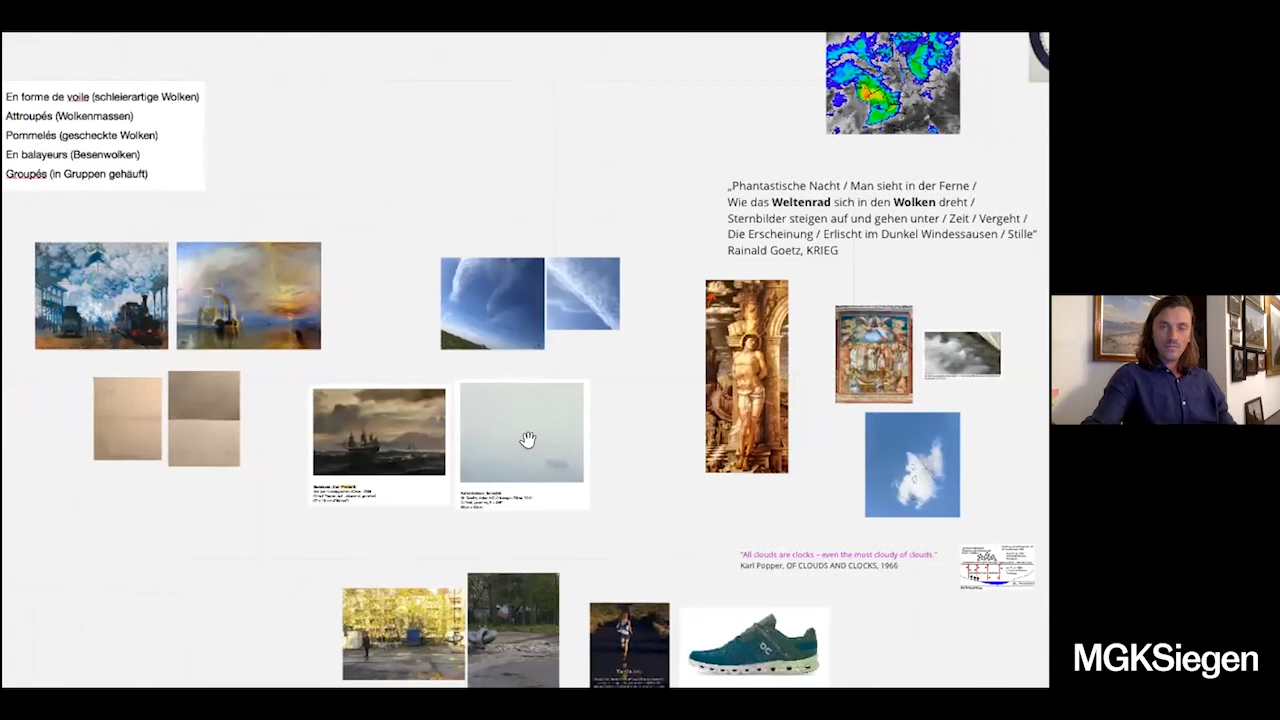 En forme de voile (schleierartige Wolken)
Attroupés (Wolkenmassen)
Pommelés (gescheckte Wolken)
En balayeurs (Besenwolken)
Groupés (in Gruppen gehäuft)
„Phantastische Nacht / Man sieht in der Ferne /
Wie das Weltenrad sich in den Wolken dreht /
Sternbilder steigen auf und gehen unter / Zeit / Vergeht /
Die Erscheinung / Erlischt im Dunkel Windessausen / Stille“
Rainald Goetz, KRIEG
"All clouds are clocks – even the most cloudy of clouds."
Karl Popper, OF CLOUDS AND CLOCKS, 1966
MGKSiegen